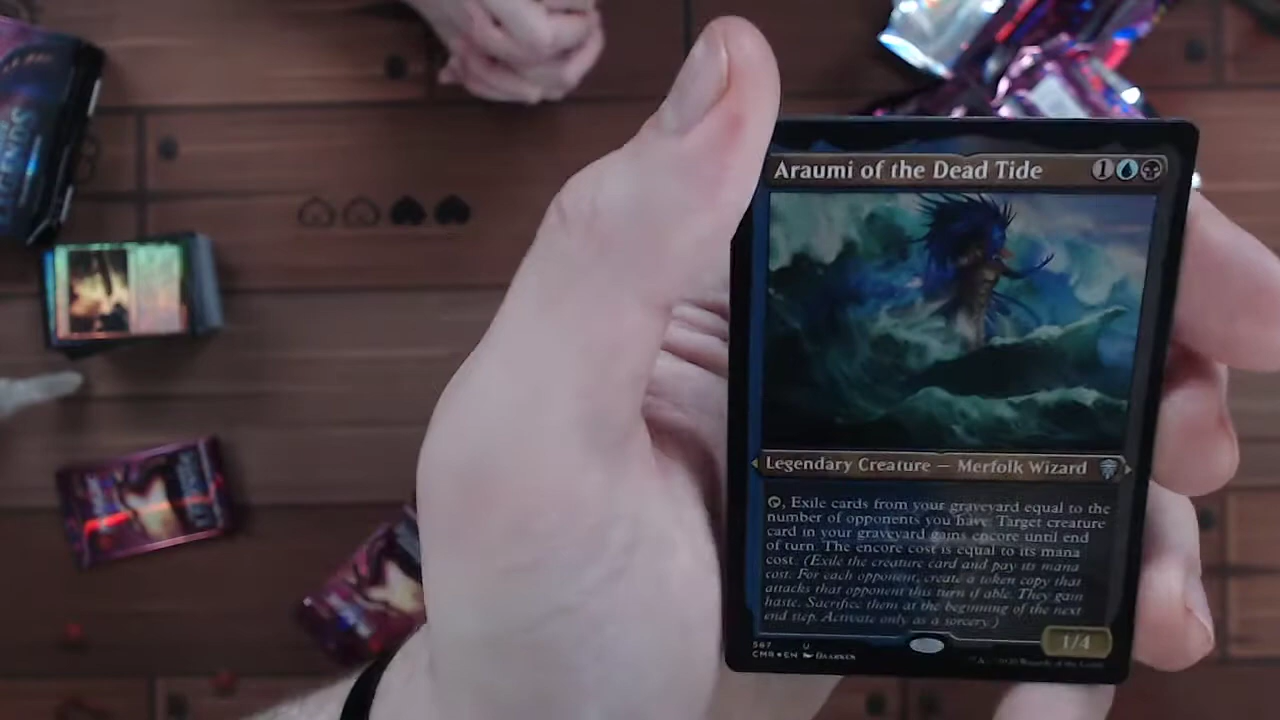 Araumi of the Dead Tide 1
Legendary Creature — Merfolk Wizard
, Exile cards from your graveyard equal to the
number of opponents you have. Target creature
card in your graveyard gains encore until end
of turn. The encore cost is equal to its mana
cost. (Exile the creature card and pay its mana
cost. For each opponent, create a token copy that
attacks that opponent this turn if able. They gain
haste. Sacrifice them at the beginning of the next
end step. Activate only as a sorcery.)
1/4
567 U
CMR EN DAARKEN